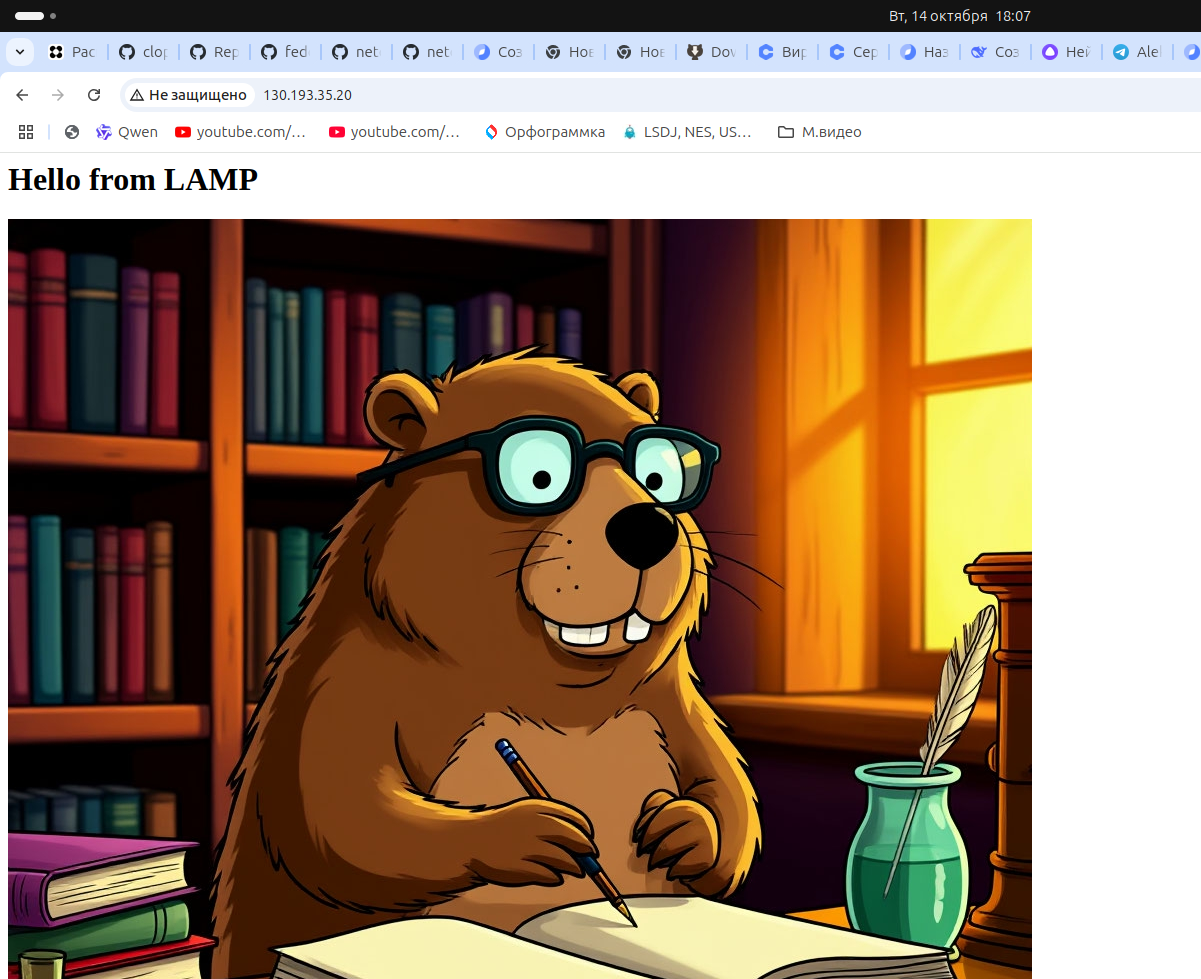 Вт, 14 октября 18:07
Рас clop Rep fede net- net- Соз Нов Нов Dov Вир Сер Наз Соз Ней Ale
Не защищено 130.193.35.20
Qwen youtube.com/... youtube.com/... Орфограммка LSDJ, NES, US... М.видео
Hello from LAMP